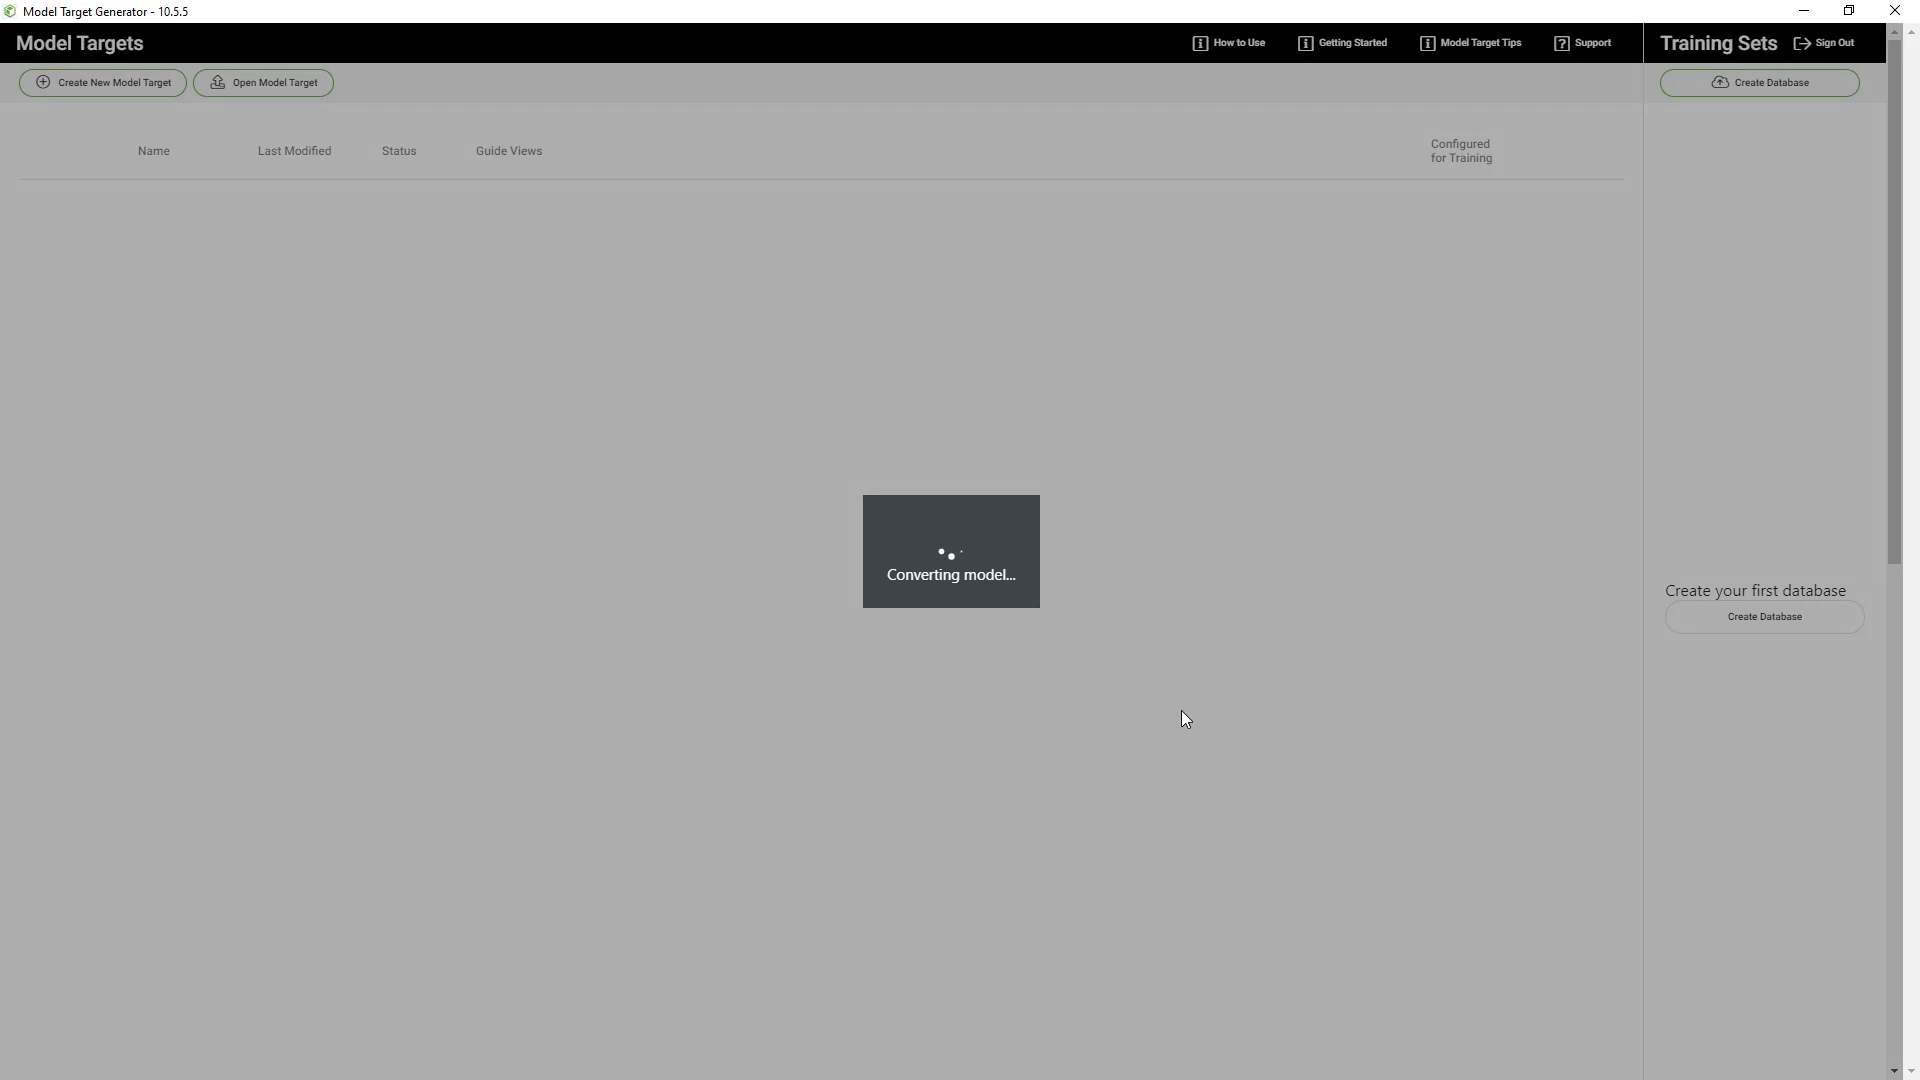 Model Target Generator - 10.5.5
Model Targets
How to Use
Getting Started
Model Target Tips
Support
Training Sets
Sign Out
Create New Model Target
Open Model Target
Create Database
Name
Last Modified
Status
Guide Views
Configured
for Training
Converting model...
Create your first database
Create Database